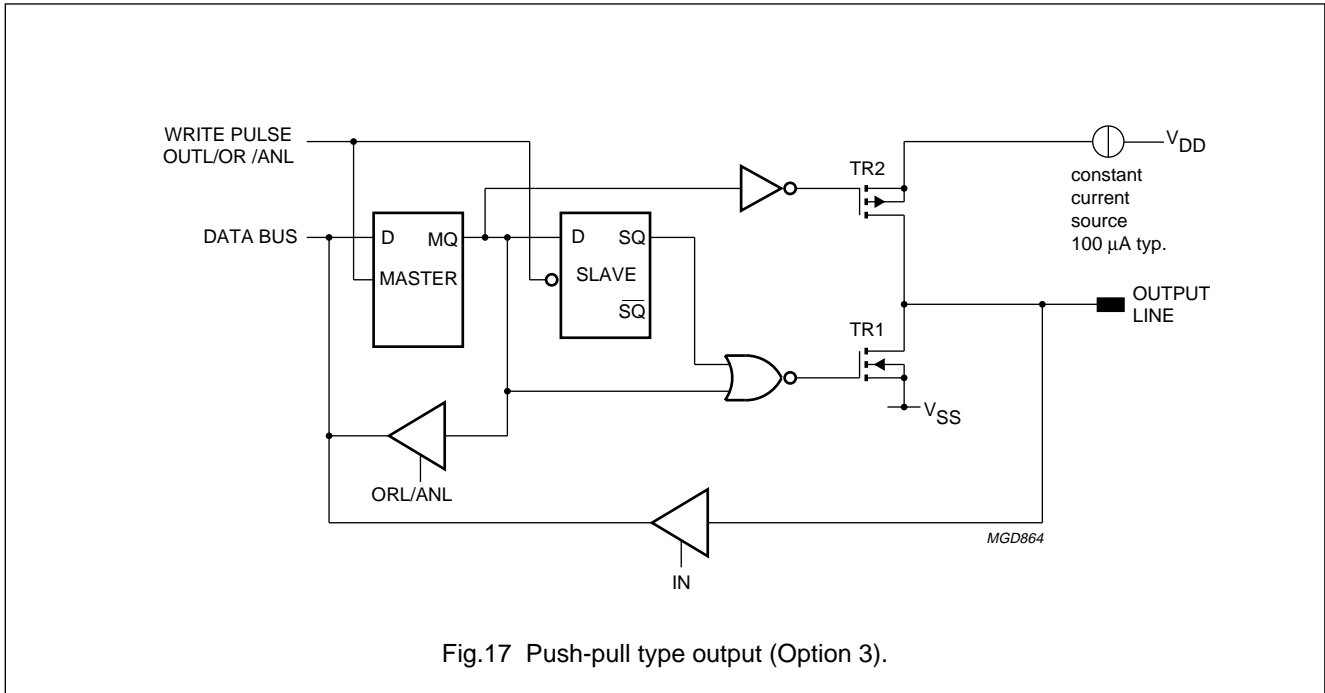 WRITE PULSE
OUTL/OR /ANL
DATA BUS
D
MQ
MASTER
D
SQ
SLAVE
S̅Q̅
TR2
V_DD
constant
current
source
100 µA typ.
OUTPUT
LINE
TR1
V_SS
ORL/ANL
IN
MGD864
Fig.17 Push-pull type output (Option 3).